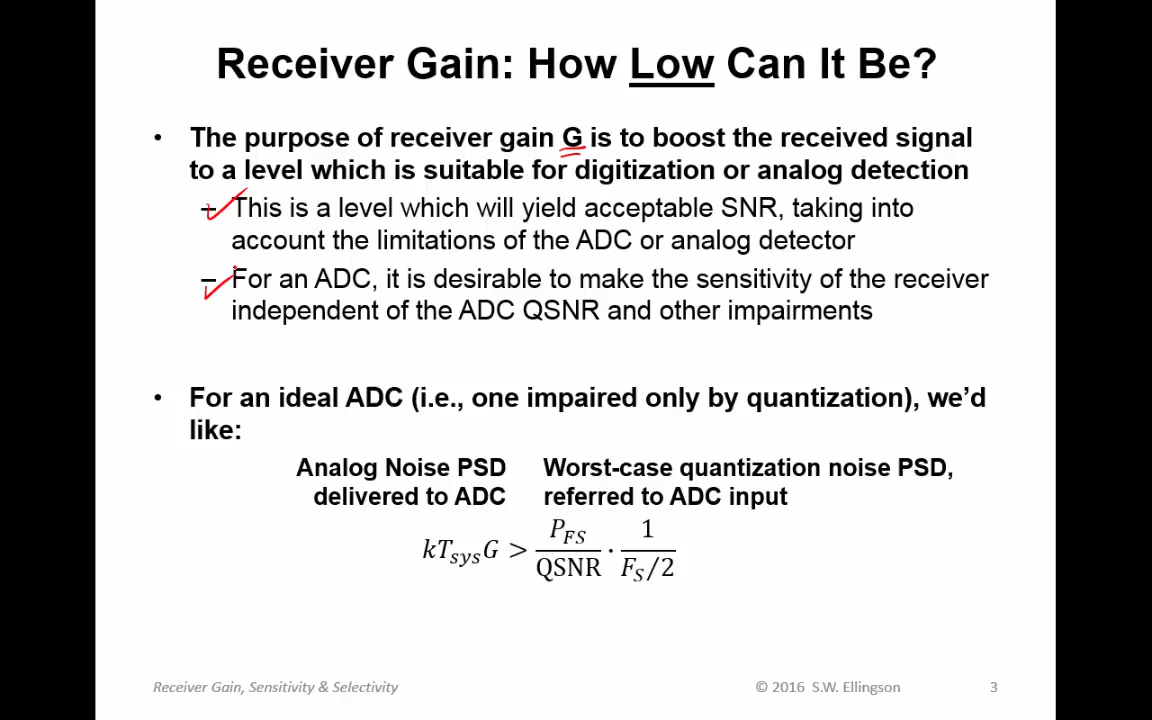 Receiver Gain: How Low Can It Be?
• The purpose of receiver gain G is to boost the received signal
to a level which is suitable for digitization or analog detection
– This is a level which will yield acceptable SNR, taking into
account the limitations of the ADC or analog detector
– For an ADC, it is desirable to make the sensitivity of the receiver
independent of the ADC QSNR and other impairments
• For an ideal ADC (i.e., one impaired only by quantization), we’d
like:
Analog Noise PSD Worst-case quantization noise PSD,
delivered to ADC referred to ADC input
kT_sys G > P_FS / QSNR · 1 / (F_S/2)
Receiver Gain, Sensitivity & Selectivity © 2016 S.W. Ellingson 3